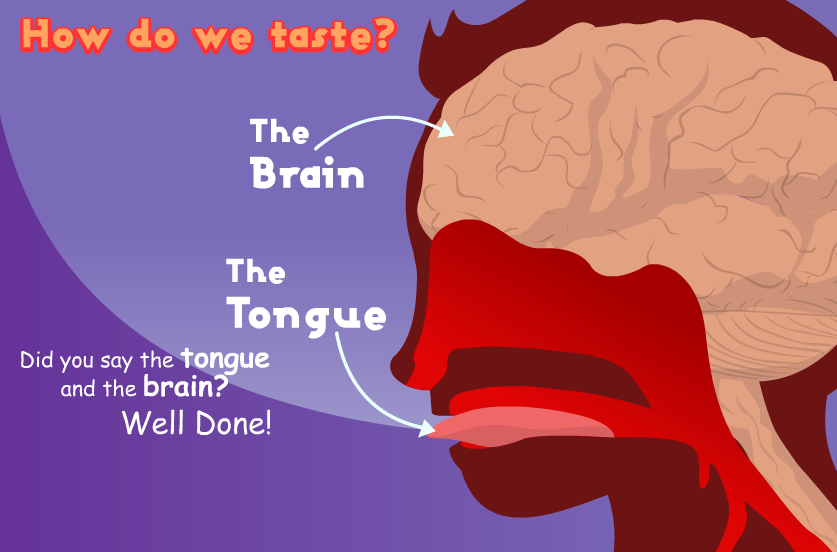 How do we taste?
The
Brain
The
Tongue
Did you say the tongue
and the brain?
Well Done!